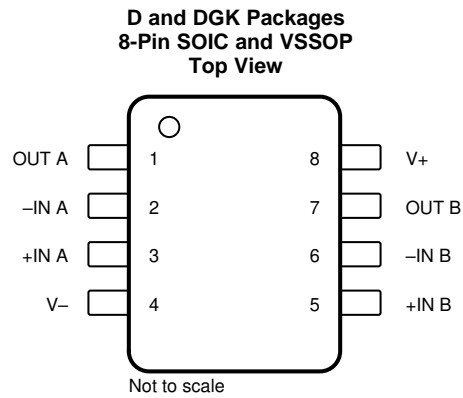 D and DGK Packages
8-Pin SOIC and VSSOP
Top View
OUT A 1 8 V+
–IN A 2 7 OUT B
+IN A 3 6 –IN B
V– 4 5 +IN B
Not to scale